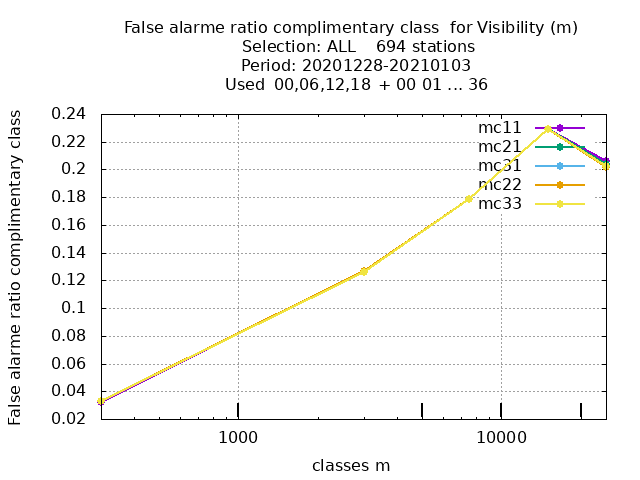 False alarme ratio complimentary class  for Visibility (m)
Selection: ALL    694 stations
Period: 20201228-20210103
Used  00,06,12,18  + 00 01 ... 36
False alarme ratio complimentary class
0.24
0.22
0.2
0.18
0.16
0.14
0.12
0.1
0.08
0.06
0.04
0.02
mc11
mc21
mc31
mc22
mc33
1000
10000
classes m